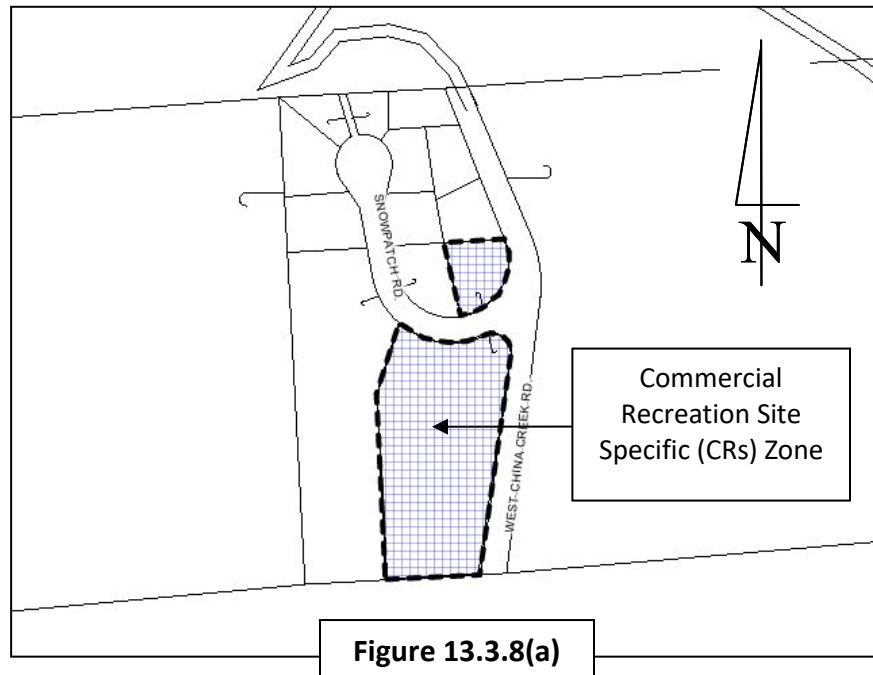 N
SNOWPATCH RD.
Commercial
Recreation Site
Specific (CRs) Zone
WEST CHINA CREEK RD.
Figure 13.3.8(a)